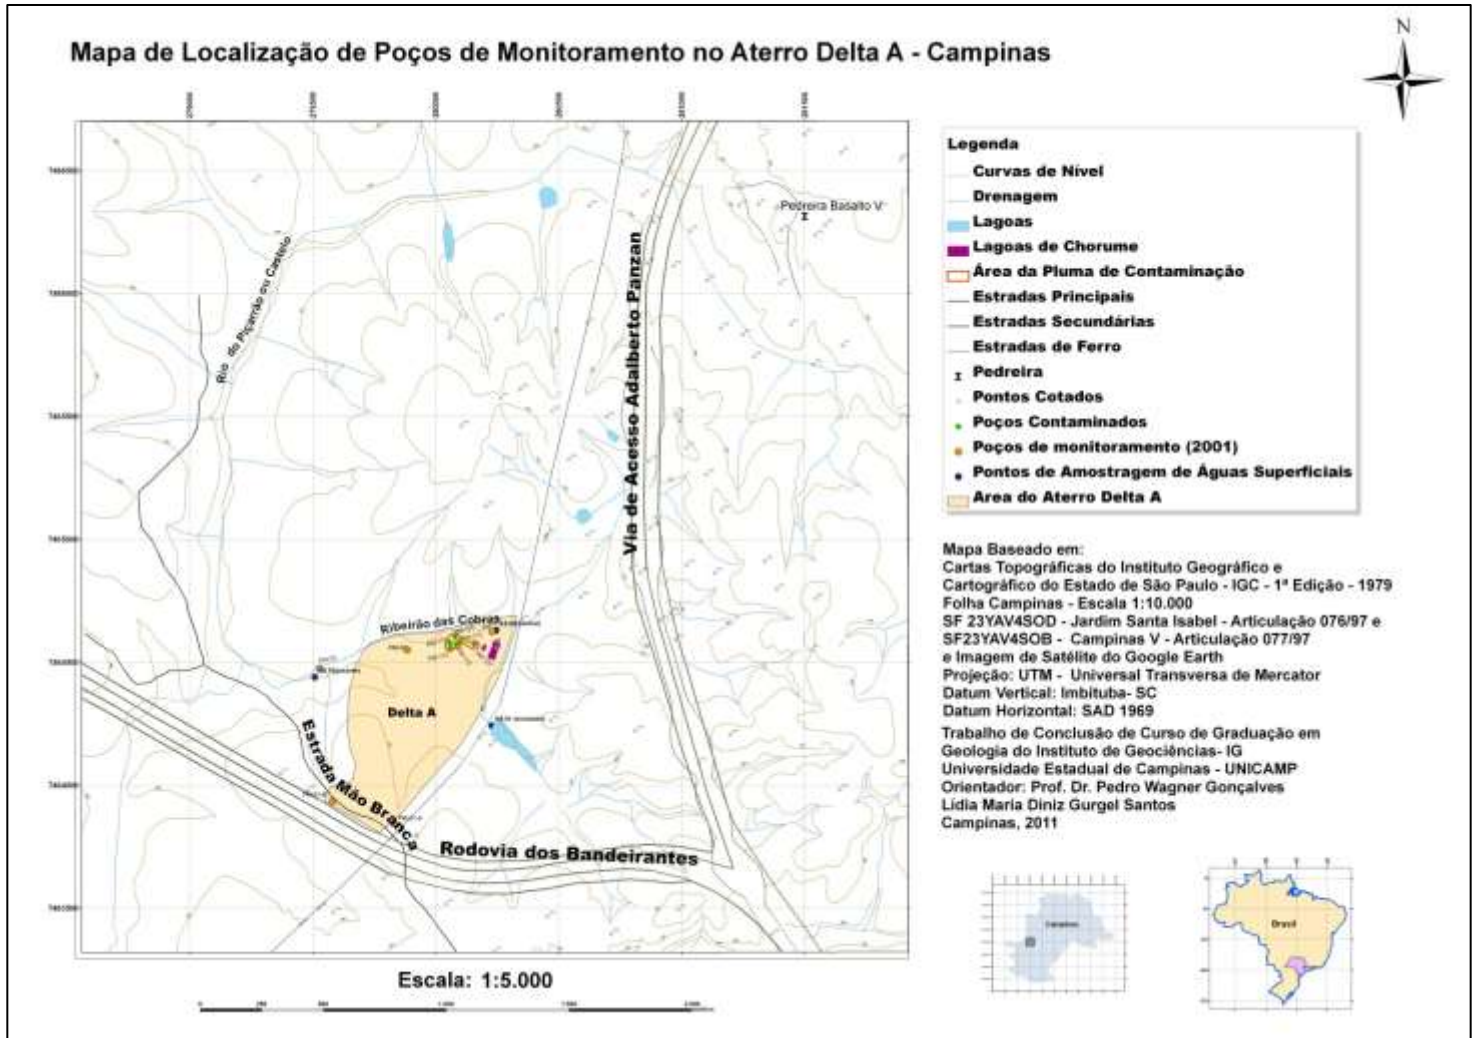 Mapa de Localização de Poços de Monitoramento no Aterro Delta A - Campinas
N
Pedreira Basalto V
Rio do Piçarrão ou Castelo
Via de Acesso Adalberto Panzan
Ribeirão das Cobras
Delta A
Estrada Mão Branca
Rodovia dos Bandeirantes
Escala: 1:5.000
Legenda
Curvas de Nível
Drenagem
Lagoas
Lagoas de Chorume
Área da Pluma de Contaminação
Estradas Principais
Estradas Secundárias
Estradas de Ferro
Pedreira
Pontos Cotados
Poços Contaminados
Poços de monitoramento (2001)
Pontos de Amostragem de Águas Superficiais
Area do Aterro Delta A
Mapa Baseado em:
Cartas Topográficas do Instituto Geográfico e
Cartográfico do Estado de São Paulo - IGC - 1ª Edição - 1979
Folha Campinas - Escala 1:10.000
SF 23YAV4SOD - Jardim Santa Isabel - Articulação 076/97 e
SF23YAV4SOB - Campinas V - Articulação 077/97
e Imagem de Satélite do Google Earth
Projeção: UTM - Universal Transversa de Mercator
Datum Vertical: Imbituba- SC
Datum Horizontal: SAD 1969
Trabalho de Conclusão de Curso de Graduação em
Geologia do Instituto de Geociências- IG
Universidade Estadual de Campinas - UNICAMP
Orientador: Prof. Dr. Pedro Wagner Gonçalves
Lídia Maria Diniz Gurgel Santos
Campinas, 2011
Campinas
Brasil